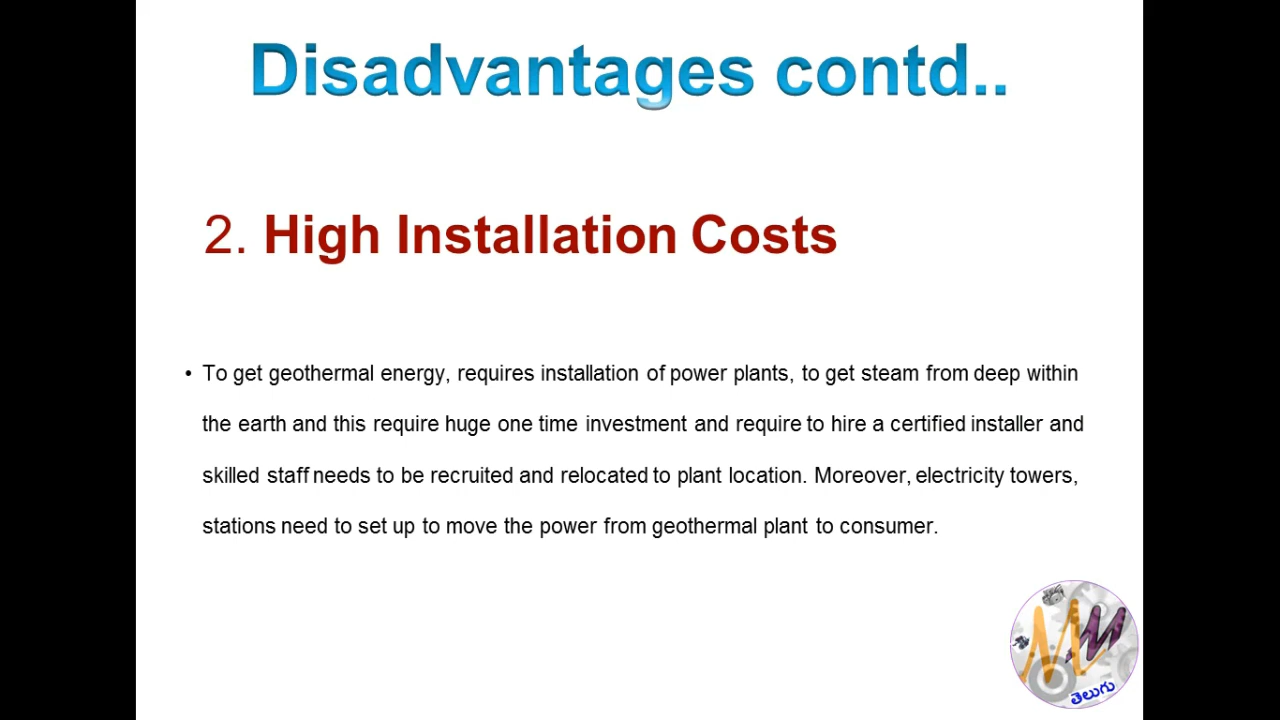 Disadvantages contd..
2. High Installation Costs
• To get geothermal energy, requires installation of power plants, to get steam from deep within
the earth and this require huge one time investment and require to hire a certified installer and
skilled staff needs to be recruited and relocated to plant location. Moreover, electricity towers,
stations need to set up to move the power from geothermal plant to consumer.
MM
తెలుగు